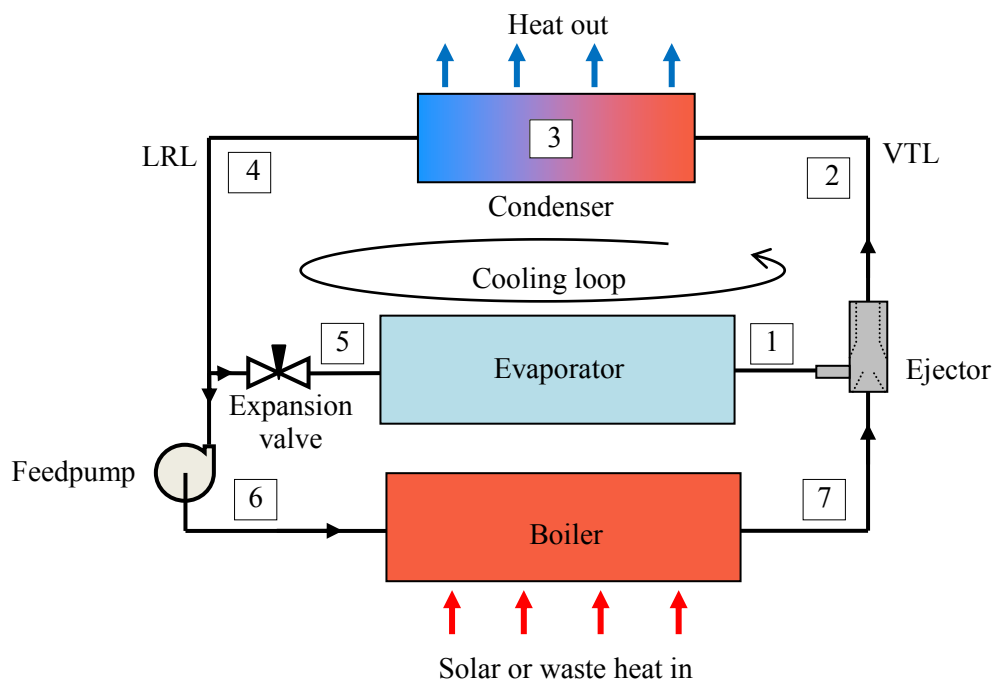 Heat out
LRL
3
VTL
4
2
Condenser
Cooling loop
5
Evaporator
1
Ejector
Expansion
valve
Feedpump
6
Boiler
7
Solar or waste heat in